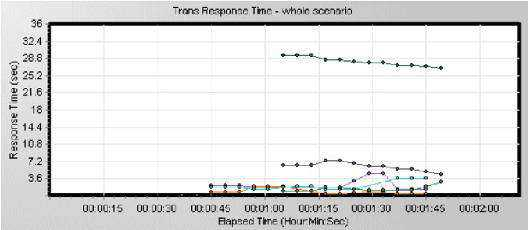 Trans Response Time - whole scenario
Response Time (sec)
36
32.4
28.8
25.2
21.6
18
14.4
10.8
7.2
3.6
00:00:15 00:00:30 00:00:45 00:01:00 00:01:15 00:01:30 00:01:45 00:02:00
Elapsed Time (Hour:Min:Sec)